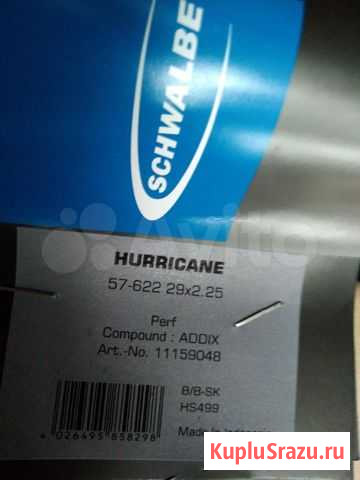 SCHWALBE
Avito
HURRICANE
57-622 29x2.25
Perf
Compound : ADDIX
Art.-No. 11159048
B/B-SK
HS499
Made In Indonesia
4 026495 858298
KupluSrazu.ru